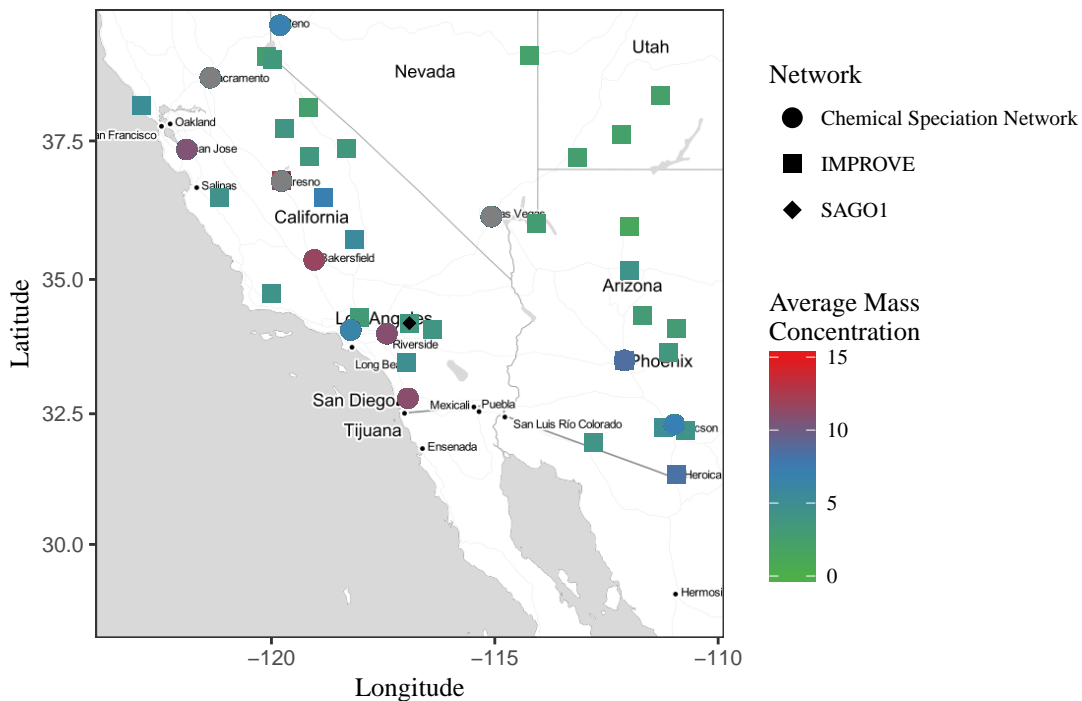 Reno
Utah
Nevada
Sacramento
Oakland
San Francisco
San Jose
Salinas
Fresno
California
Las Vegas
Bakersfield
Arizona
Los Angeles
Riverside
Long Bea
Phoenix
San Diego
Mexicali
Puebla
San Luis Río Colorado
Tijuana
Tucson
Ensenada
Heroica
Hermosi
37.5
35.0
32.5
30.0
Latitude
−120
−115
−110
Longitude
Network
Chemical Speciation Network
IMPROVE
SAGO1
Average Mass
Concentration
15
10
5
0